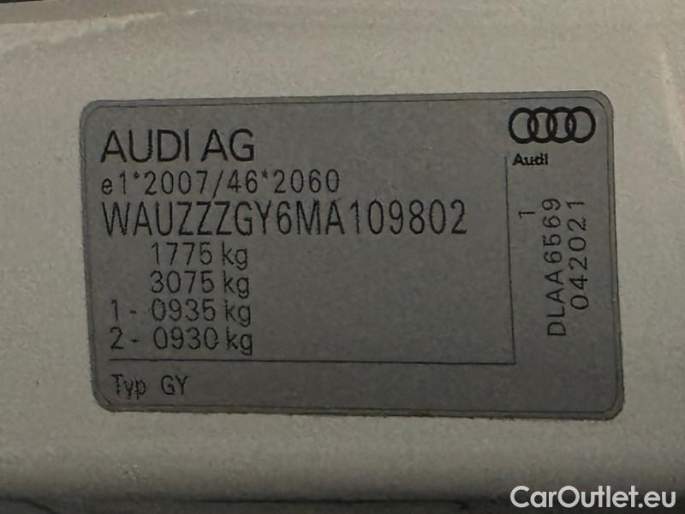 AUDI AG
Audi
e1*2007/46*2060
WAUZZZGY6MA109802
1775 kg
3075 kg
1 - 0935 kg
2 - 0930 kg
Typ GY
1
DLAA6569
042021
CarOutlet.eu